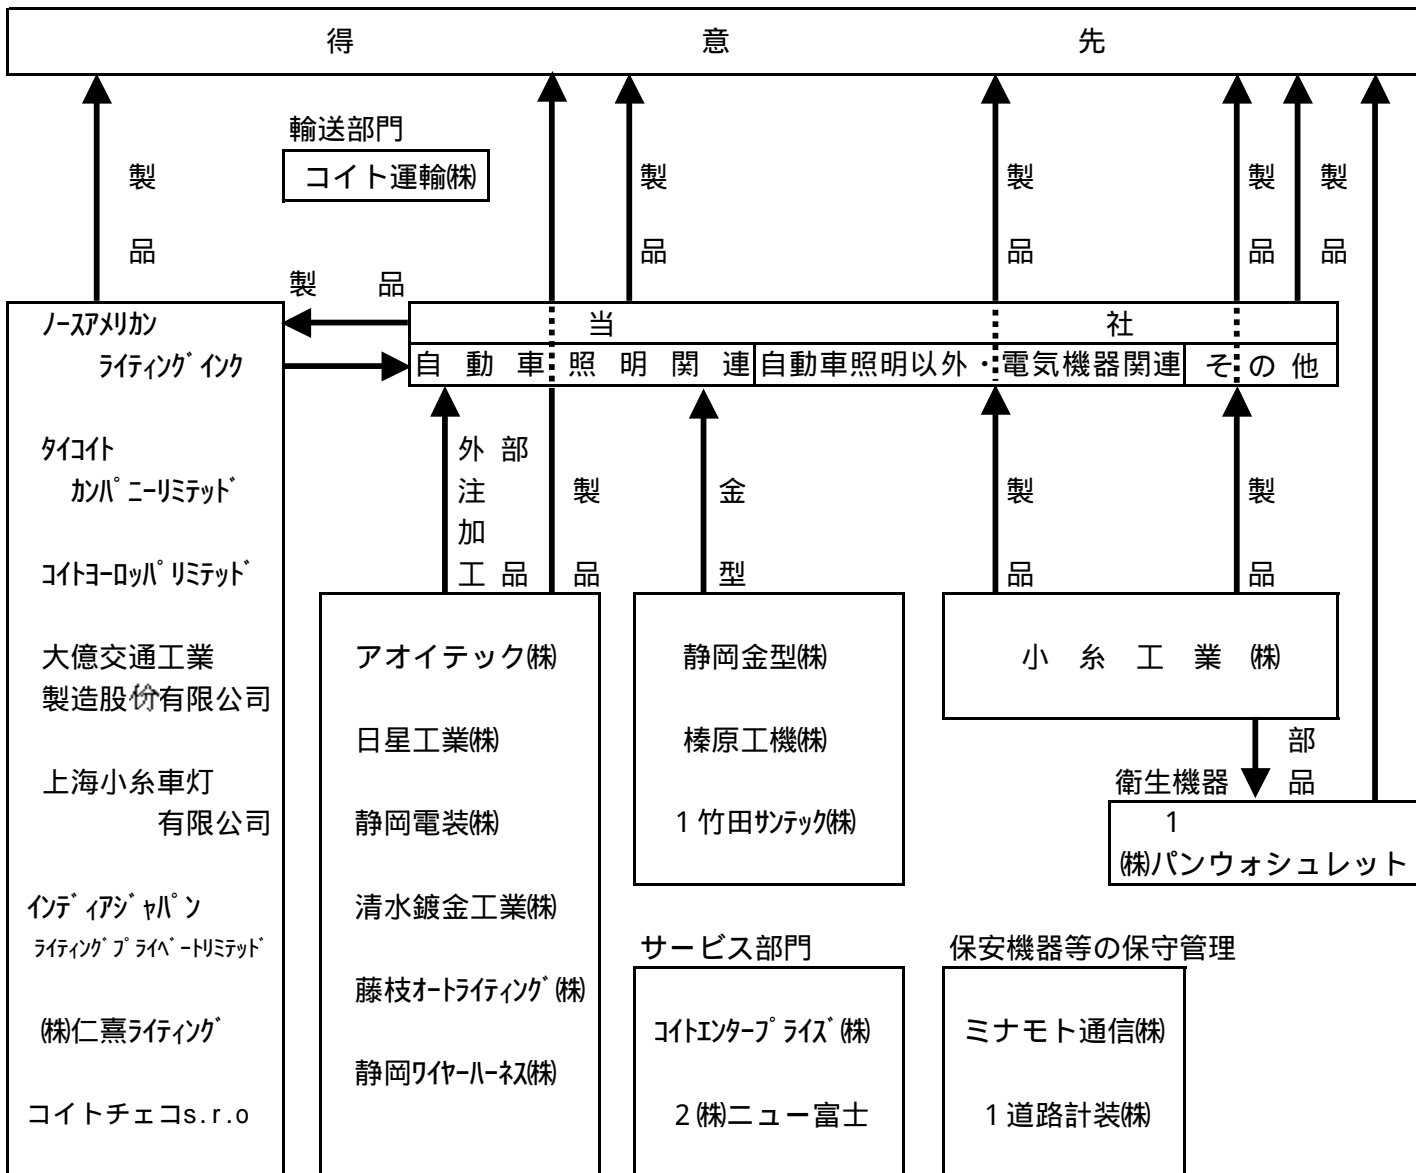 得意先
輸送部門
コイト運輸㈱
製品
製品
製品
製品
製品
製品
ノースアメリカン
ライティングインク
タイコイト
カンパニーリミテッド
コイトヨーロッパリミテッド
大億交通工業
製造股份有限公司
上海小糸車灯
有限公司
インディアジャパン
ライティングプライベートリミテッド
㈱仁熹ライティング
コイトチェコs.r.o
当社
自動車照明関連
自動車照明以外・電気機器関連
その他
外注加工
部品
製品
金型
製品
製品
アオイテック㈱
日星工業㈱
静岡電装㈱
清水鍍金工業㈱
藤枝オートライティング㈱
静岡ワイヤーハーネス㈱
静岡金型㈱
榛原工機㈱
1竹田サンテック㈱
小糸工業㈱
部品
衛生機器
1
㈱パンウォシュレット
サービス部門
コイトエンタープライズ㈱
2㈱ニュー富士
保安機器等の保守管理
ミナモト通信㈱
1道路計装㈱